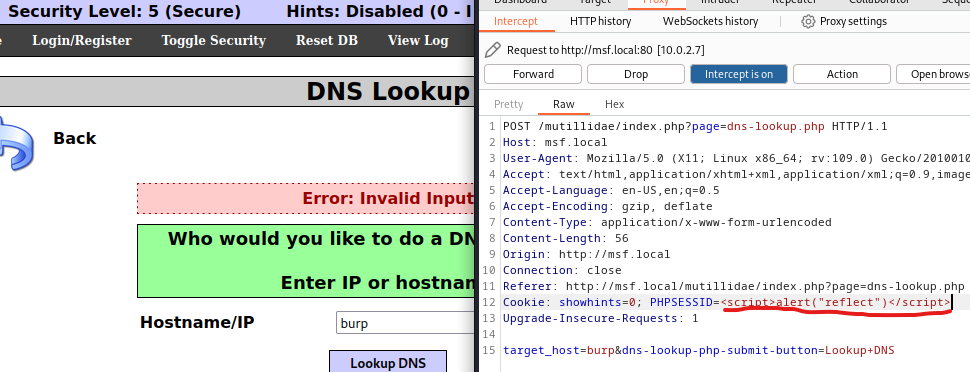 Security Level: 5 (Secure) Hints: Disabled (0 - I
Login/Register Toggle Security Reset DB View Log
DNS Lookup
Back
Error: Invalid Input
Who would you like to do a DN
Enter IP or hostnam
Hostname/IP burp
Lookup DNS
Dashboard Target Proxy Intruder Repeater Collaborator
Intercept HTTP history WebSockets history Proxy settings
Request to http://msf.local:80 [10.0.2.7]
Forward Drop Intercept is on Action Open brows
Pretty Raw Hex
1 POST /mutillidae/index.php?page=dns-lookup.php HTTP/1.1
2 Host: msf.local
3 User-Agent: Mozilla/5.0 (X11; Linux x86_64; rv:109.0) Gecko/2010010
4 Accept: text/html,application/xhtml+xml,application/xml;q=0.9,image
5 Accept-Language: en-US,en;q=0.5
6 Accept-Encoding: gzip, deflate
7 Content-Type: application/x-www-form-urlencoded
8 Content-Length: 56
9 Origin: http://msf.local
10 Connection: close
11 Referer: http://msf.local/mutillidae/index.php?page=dns-lookup.php
12 Cookie: showhints=0; PHPSESSID=<script>alert("reflect")</script>
13 Upgrade-Insecure-Requests: 1
15 target_host=burp&dns-lookup-php-submit-button=Lookup+DNS